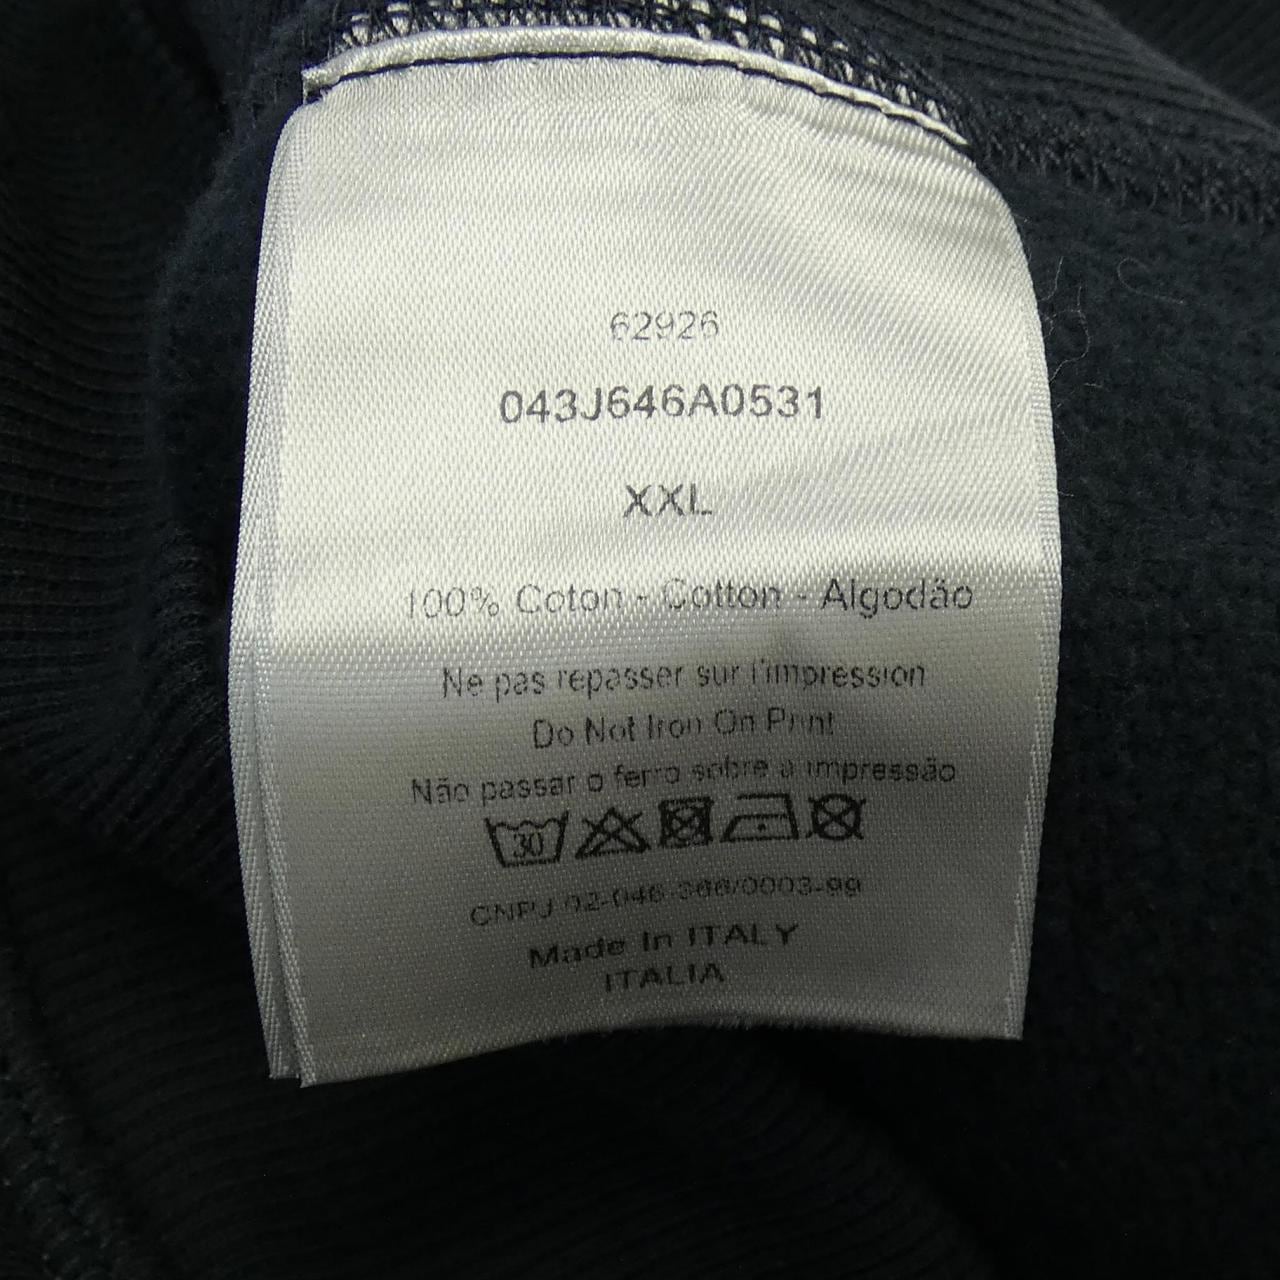 62926
043J646A0531
XXL
100% Coton - Cotton - Algodão
Ne pas repasser sur l'impression
Do Not Iron On Print
Não passar o ferro sobre a impressão
30
CNPJ 02-046-366/0003-99
Made In ITALY
ITALIA